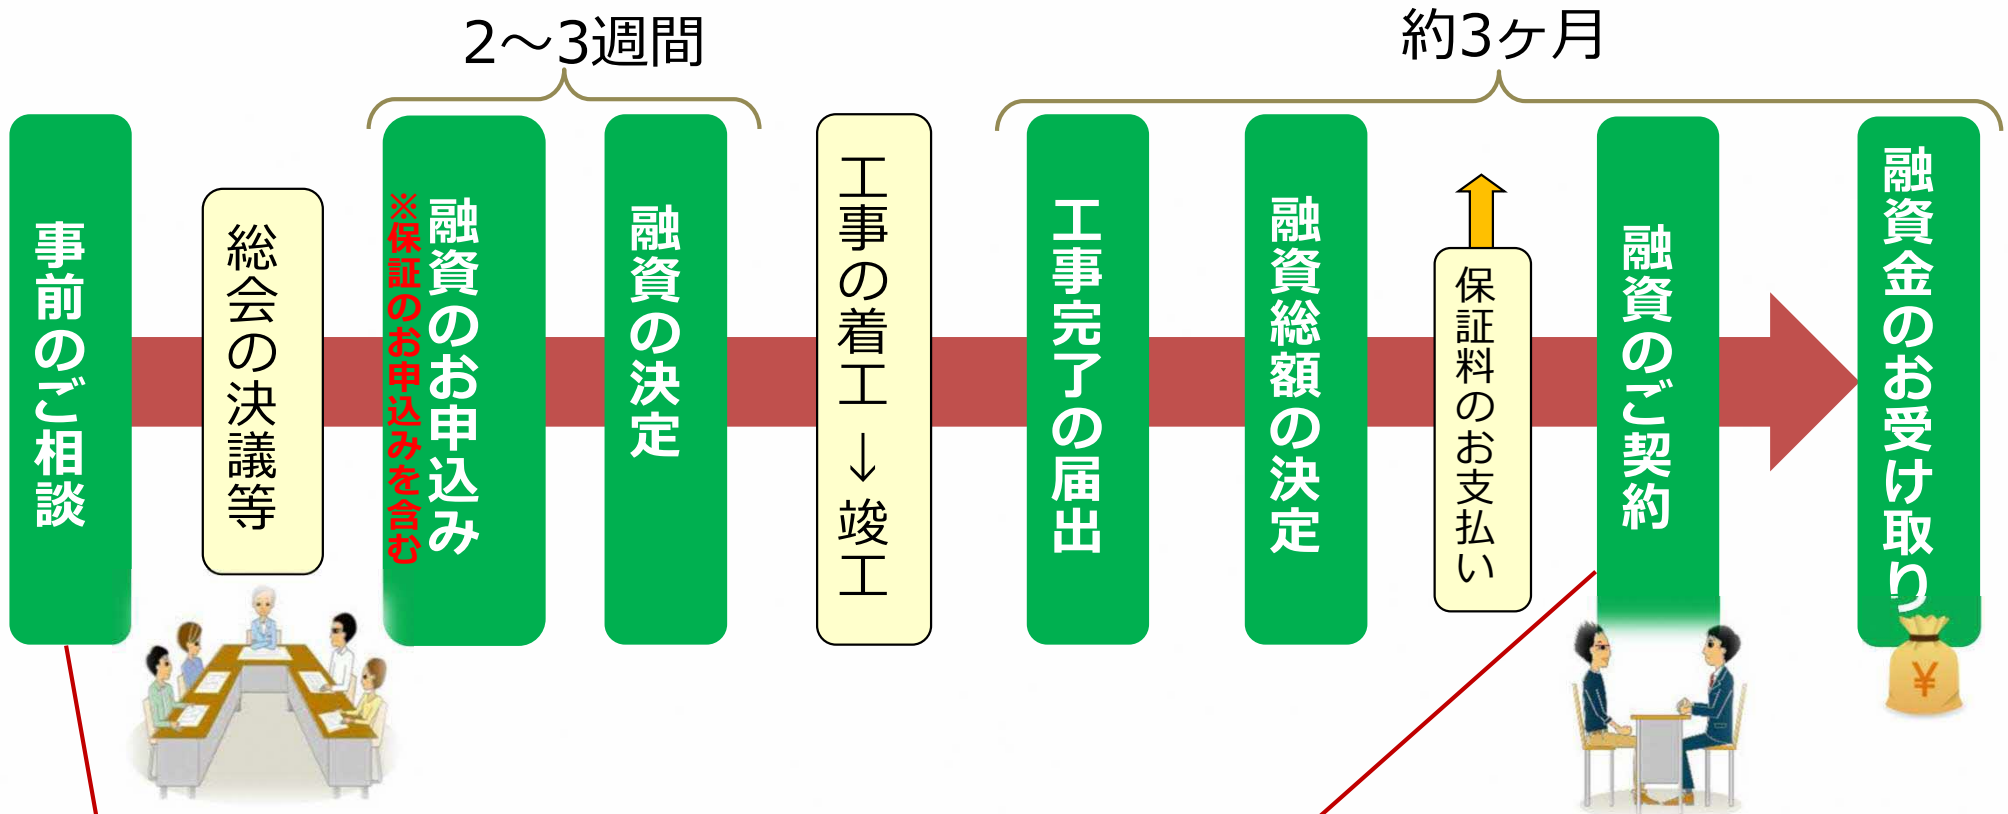 2～3週間
約3ヶ月
事前のご相談
総会の決議等
融資のお申込み
※保証のお申込みを含む
融資の決定
工事の着工→竣工
工事完了の届出
融資総額の決定
保証料のお支払い
融資のご契約
融資金のお受け取り
¥